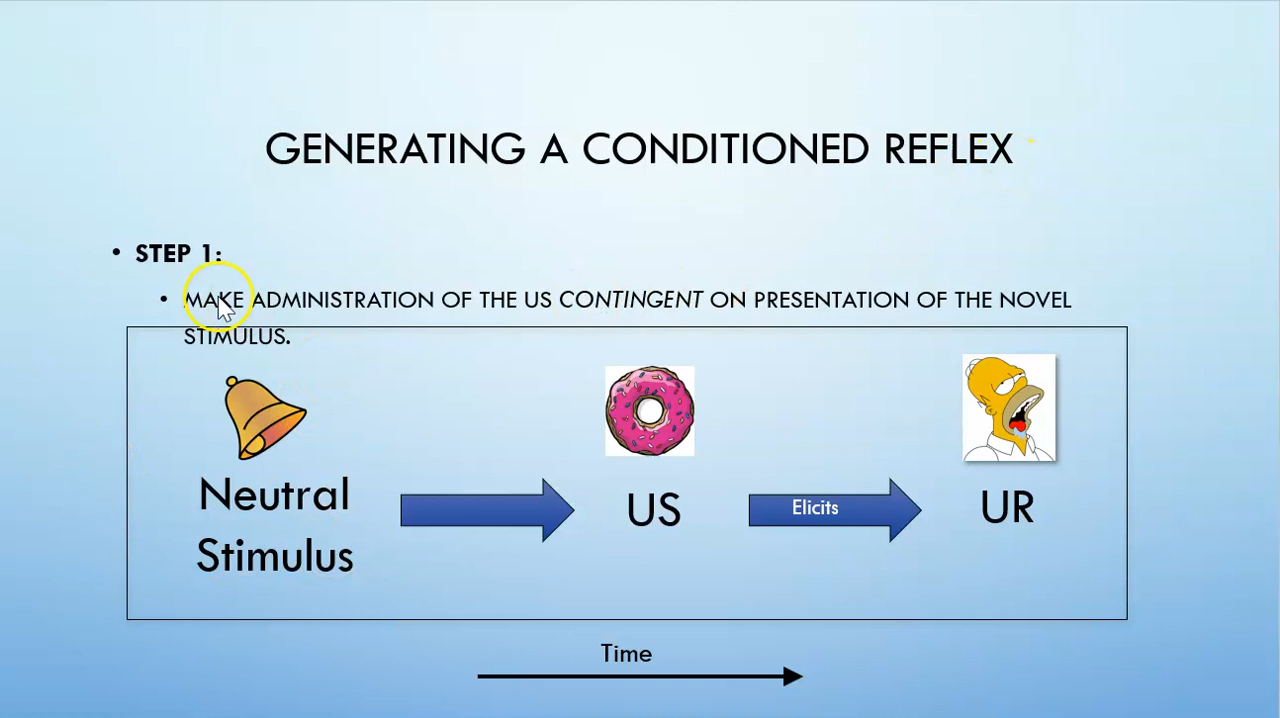 GENERATING A CONDITIONED REFLEX
• STEP 1:
• MAKE ADMINISTRATION OF THE US CONTINGENT ON PRESENTATION OF THE NOVEL
STIMULUS.
Neutral
Stimulus
US
Elicits
UR
Time